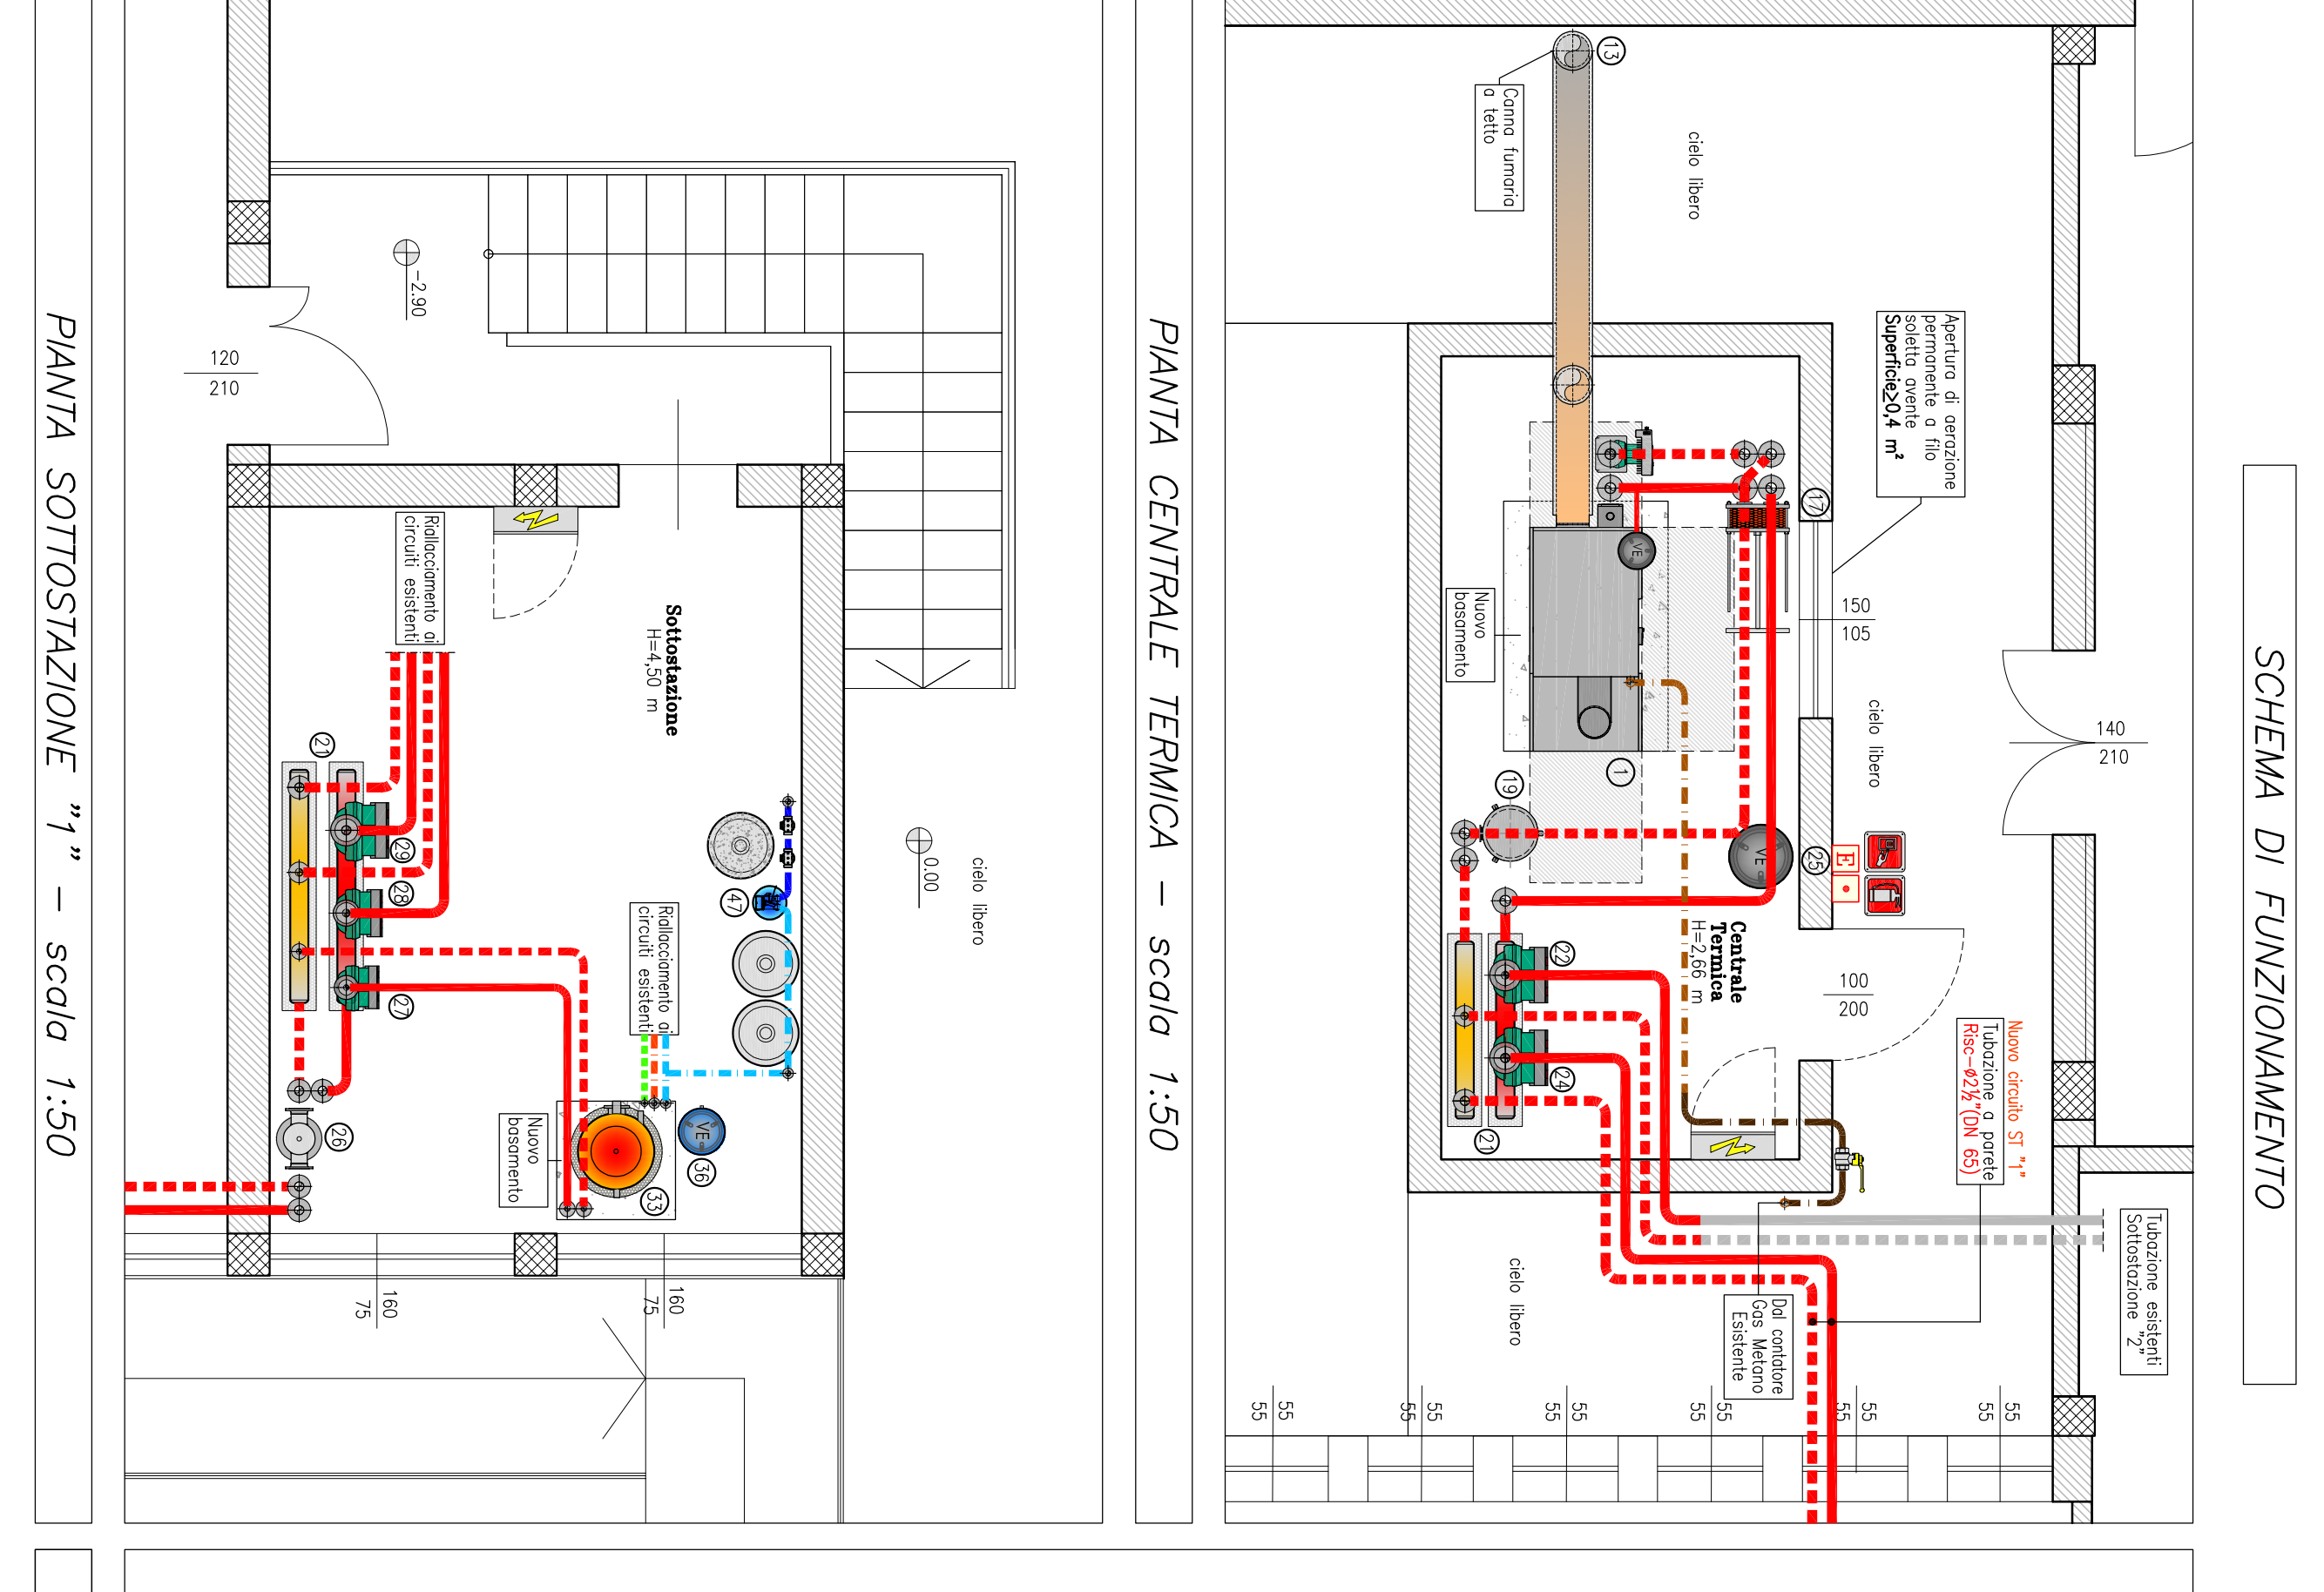 SCHEMA DI FUNZIONAMENTO
13
Canna fumaria
a tetto
cielo libero
Apertura di aerazione
permanente a filo
soletta avente
Superficie≥0,4 m²
17
150
105
cielo libero
140
210
VE
Nuovo
basamento
1
19
VE
25
E
22
24
21
Centrale
Termica
H=2,66 m
100
200
Nuovo circuito ST "1"
Tubazione a parete
Risc-ø2½"(DN 65)
Tubazione esistenti
Sottostazione "2"
Dal contatore
Gas Metano
Esistente
cielo libero
55
55
55
55
55
55
55
55
55
55
55
55
PIANTA CENTRALE TERMICA — scala 1:50
-2.90
120
210
0.00
cielo libero
Sottostazione
H=4,50 m
Riallacciamento ai
circuiti esistenti
21
29
28
27
47
Riallacciamento ai
circuiti esistenti
26
Nuovo
basamento
VE
36
33
160
75
160
75
PIANTA SOTTOSTAZIONE "1" — scala 1:50